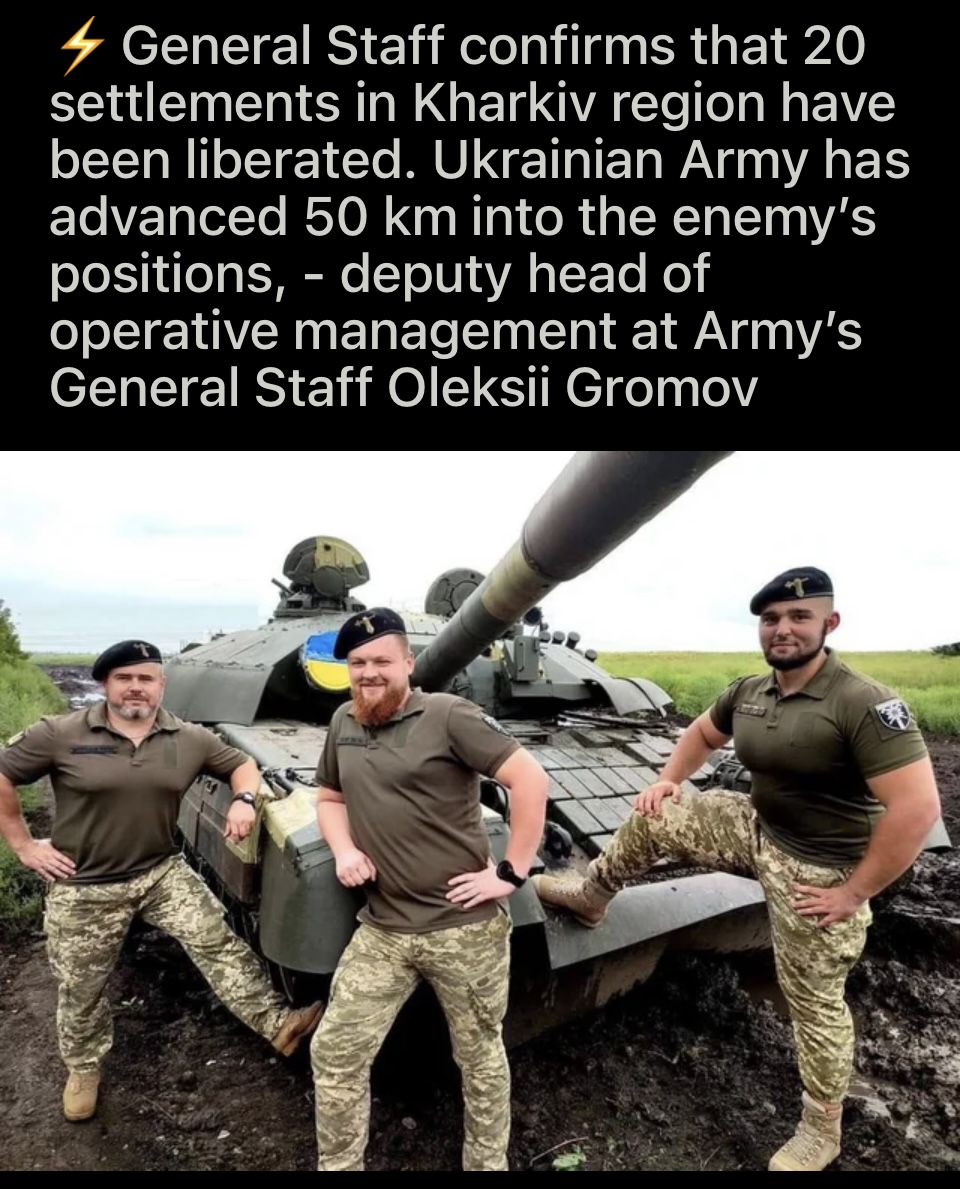 ⚡ General Staff confirms that 20
settlements in Kharkiv region have
been liberated. Ukrainian Army has
advanced 50 km into the enemy’s
positions, - deputy head of
operative management at Army’s
General Staff Oleksii Gromov